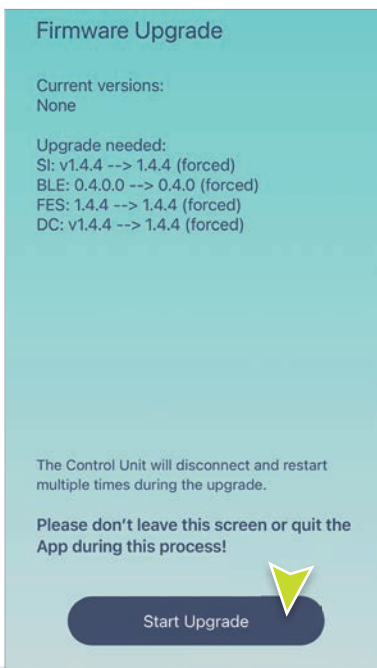 Firmware Upgrade
Current versions:
None
Upgrade needed:
SI: v1.4.4 --> 1.4.4 (forced)
BLE: 0.4.0.0 --> 0.4.0 (forced)
FES: 1.4.4 --> 1.4.4 (forced)
DC: v1.4.4 --> 1.4.4 (forced)
The Control Unit will disconnect and restart
multiple times during the upgrade.
Please don't leave this screen or quit the
App during this process!
Start Upgrade